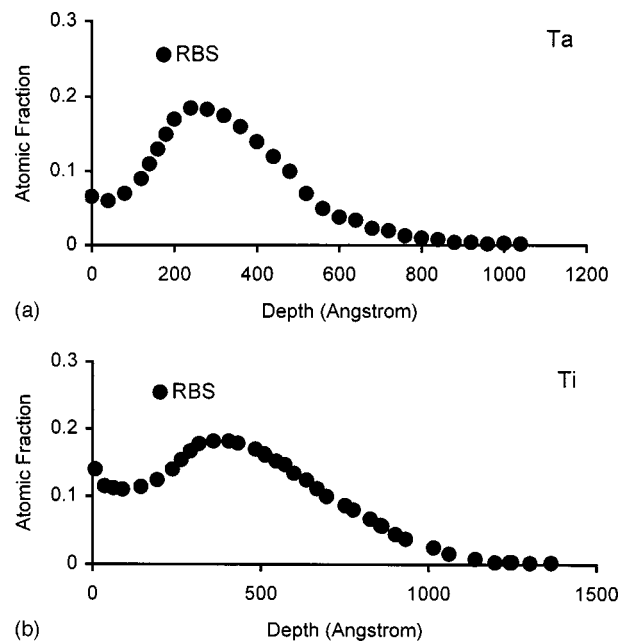 0.3
Ta
RBS
0.2
Atomic Fraction
0.1
0
0 200 400 600 800 1000 1200
(a) Depth (Angstrom)
0.3
Ti
RBS
0.2
Atomic Fraction
0.1
0
0 500 1000 1500
(b) Depth (Angstrom)